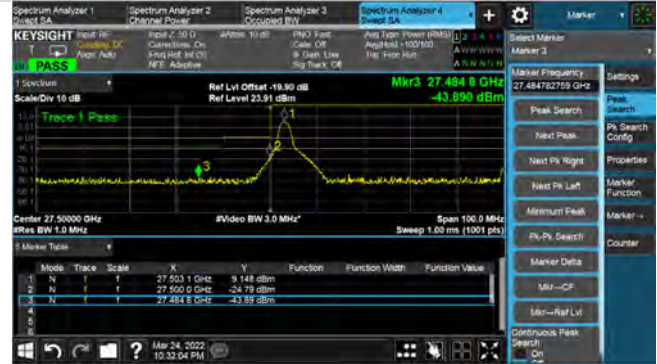 Spectrum Analyzer 1
Swept SA
Spectrum Analyzer 2
Channel Power
Spectrum Analyzer 3
Occupied BW
Spectrum Analyzer 4
Swept SA
Marker
KEYSIGHT
Input: RF
Coupling: DC
Align: Auto
Input Z: 50 Ω
Corrections: On
Freq Ref: Int (S)
NFE: Adaptive
#Atten: 10 dB
PNO: Fast
Gate: Off
IF Gain: Low
Sig Track: Off
Avg Type: Power (RMS)
Avg|Hold: >100/100
Trig: Free Run
PASS
Select Marker
Marker 3
1 Spectrum
Scale/Div 10 dB
Ref Lvl Offset -19.90 dB
Ref Level 23.91 dBm
Mkr3 27.484 8 GHz
-43.890 dBm
Trace 1 Pass
1
2
3
Center 27.50000 GHz
#Res BW 1.0 MHz
#Video BW 3.0 MHz*
Span 100.0 MHz
Sweep 1.00 ms (1001 pts)
5 Marker Table
Mode Trace Scale X Y Function Function Width Function Value
1 N 1 f 27.503 1 GHz 9.148 dBm
2 N 1 f 27.500 0 GHz -24.79 dBm
3 N 1 f 27.484 8 GHz -43.89 dBm
4
5
6
Mar 24, 2022
10:32:04 PM
Marker Frequency
27.484782759 GHz
Peak Search
Next Peak
Next Pk Right
Next Pk Left
Minimum Peak
Pk-Pk Search
Marker Delta
Mkr→CF
Mkr→Ref Lvl
Continuous Peak
Search
On
Off
Settings
Peak
Search
Pk Search
Config
Properties
Marker
Function
Marker→
Counter